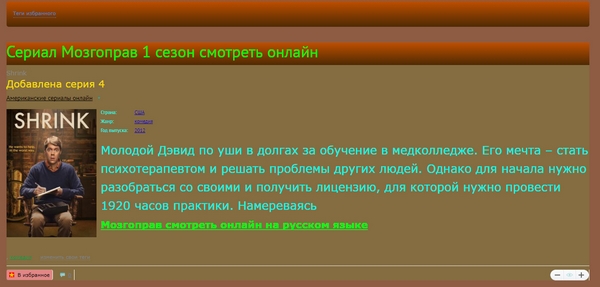 Теги избранного
Сериал Мозгоправ 1 сезон смотреть онлайн
Shrink
Добавлена серия 4
Американские сериалы онлайн
SHRINK
Страна: США
Жанр: комедия
Год выпуска: 2017
Молодой Дэвид по уши в долгах за обучение в медколледже. Его мечта – стать
психотерапевтом и решать проблемы других людей. Однако для начала нужно
разобраться со своими и получить лицензию, для которой нужно провести
1920 часов практики. Намереваясь
Мозгоправ смотреть онлайн на русском языке
В избранное